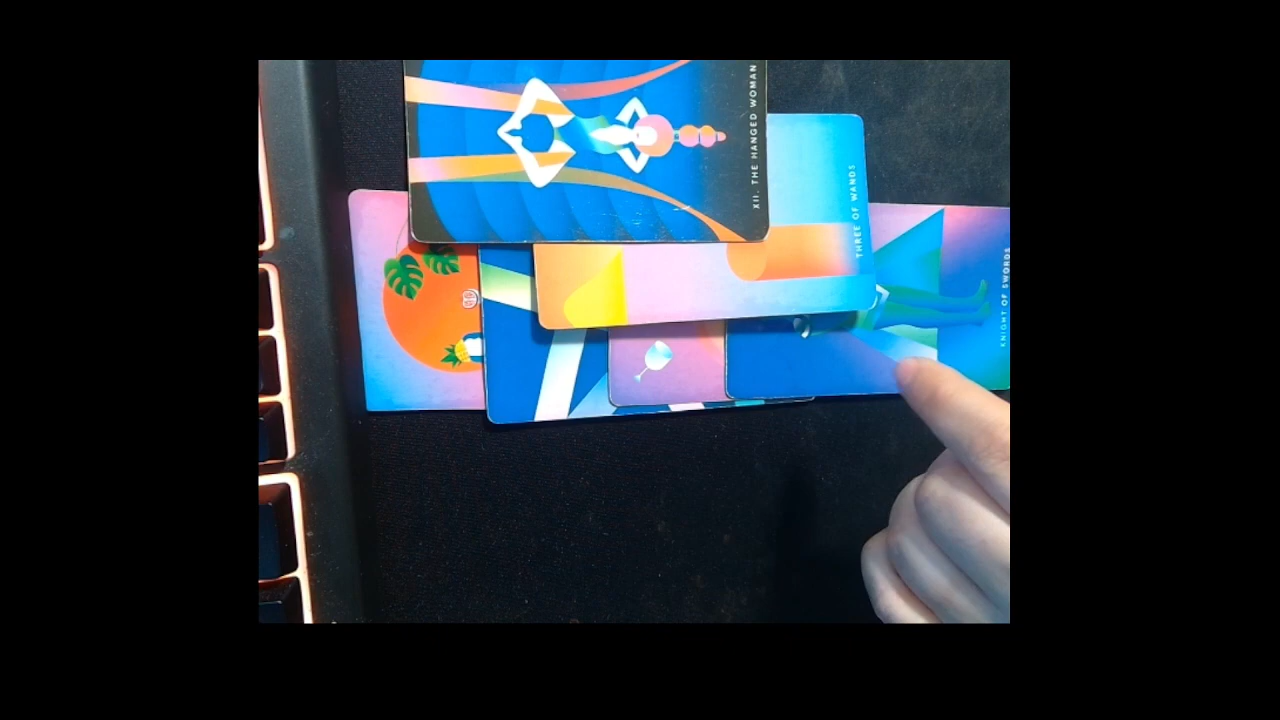 XII. THE HANGED WOMAN
THREE OF WANDS
KNIGHT OF SWORDS